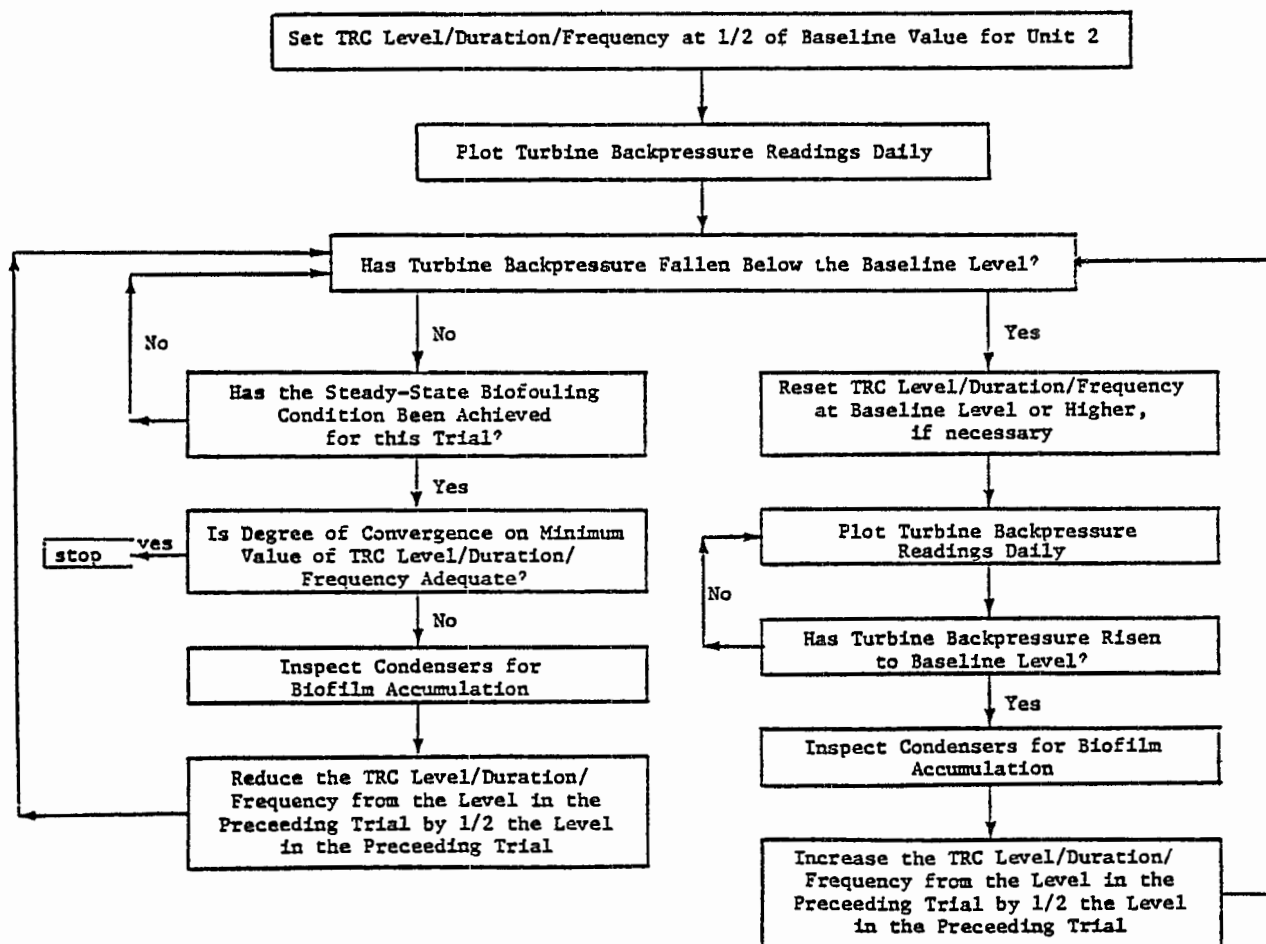 Set TRC Level/Duration/Frequency at 1/2 of Baseline Value for Unit 2
Plot Turbine Backpressure Readings Daily
Has Turbine Backpressure Fallen Below the Baseline Level?
No
No
Yes
Has the Steady-State Biofouling
Condition Been Achieved
for this Trial?
Reset TRC Level/Duration/Frequency
at Baseline Level or Higher,
if necessary
Yes
Is Degree of Convergence on Minimum
Value of TRC Level/Duration/
Frequency Adequate?
yes
stop
Plot Turbine Backpressure
Readings Daily
No
No
Has Turbine Backpressure Risen
to Baseline Level?
Inspect Condensers for
Biofilm Accumulation
Yes
Inspect Condensers for Biofilm
Accumulation
Reduce the TRC Level/Duration/
Frequency from the Level in the
Preceeding Trial by 1/2 the Level
in the Preceeding Trial
Increase the TRC Level/Duration/
Frequency from the Level in the
Preceeding Trial by 1/2 the Level
in the Preceeding Trial